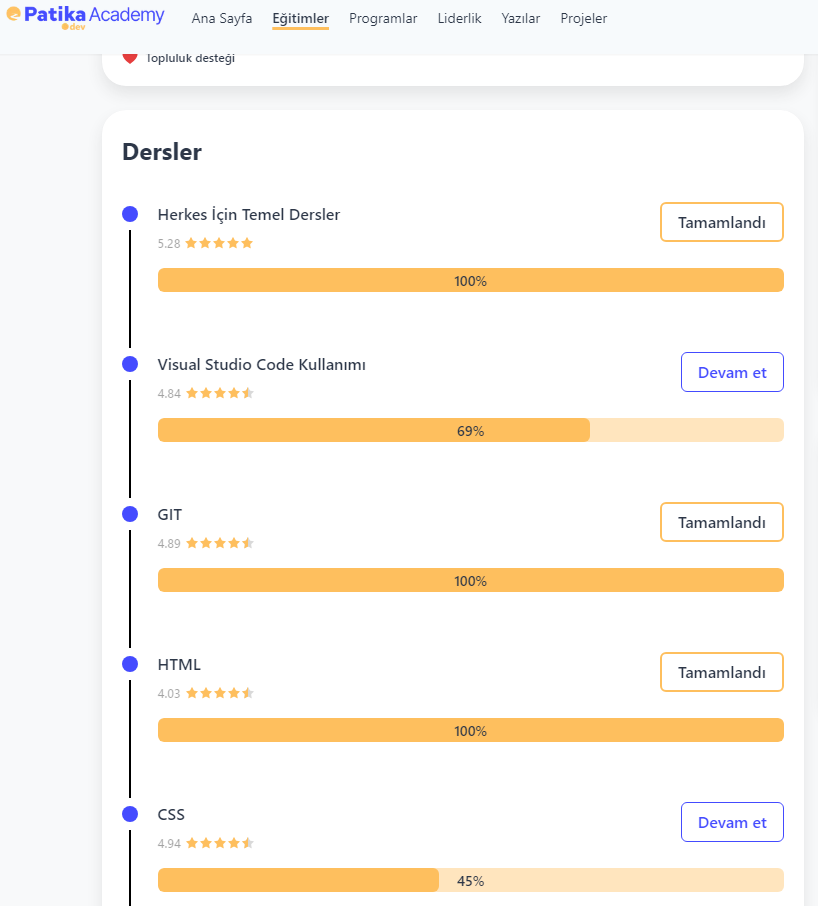 Patika Academy
dev
Ana Sayfa Eğitimler Programlar Liderlik Yazılar Projeler
Topluluk desteği
Dersler
Herkes İçin Temel Dersler
Tamamlandı
5.28
100%
Visual Studio Code Kullanımı
Devam et
4.84
69%
GIT
Tamamlandı
4.89
100%
HTML
Tamamlandı
4.03
100%
CSS
Devam et
4.94
45%